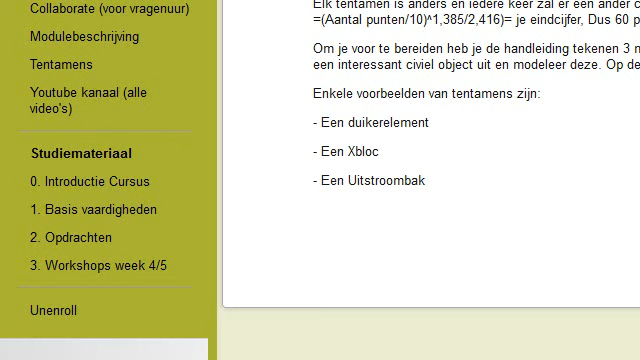 Collaborate (voor vragenuur)
Modulebeschrijving
Tentamens
Youtube kanaal (alle
video's)
Studiemateriaal
0. Introductie Cursus
1. Basis vaardigheden
2. Opdrachten
3. Workshops week 4/5
Unenroll
Elk tentamen is anders en iedere keer zal er een ander c
=(Aantal punten/10)^1,385/2,416)= je eindcijfer, Dus 60 p
Om je voor te bereiden heb je de handleiding tekenen 3 n
een interessant civiel object uit en modeleer deze. Op de
Enkele voorbeelden van tentamens zijn:
- Een duikerelement
- Een Xbloc
- Een Uitstroombak